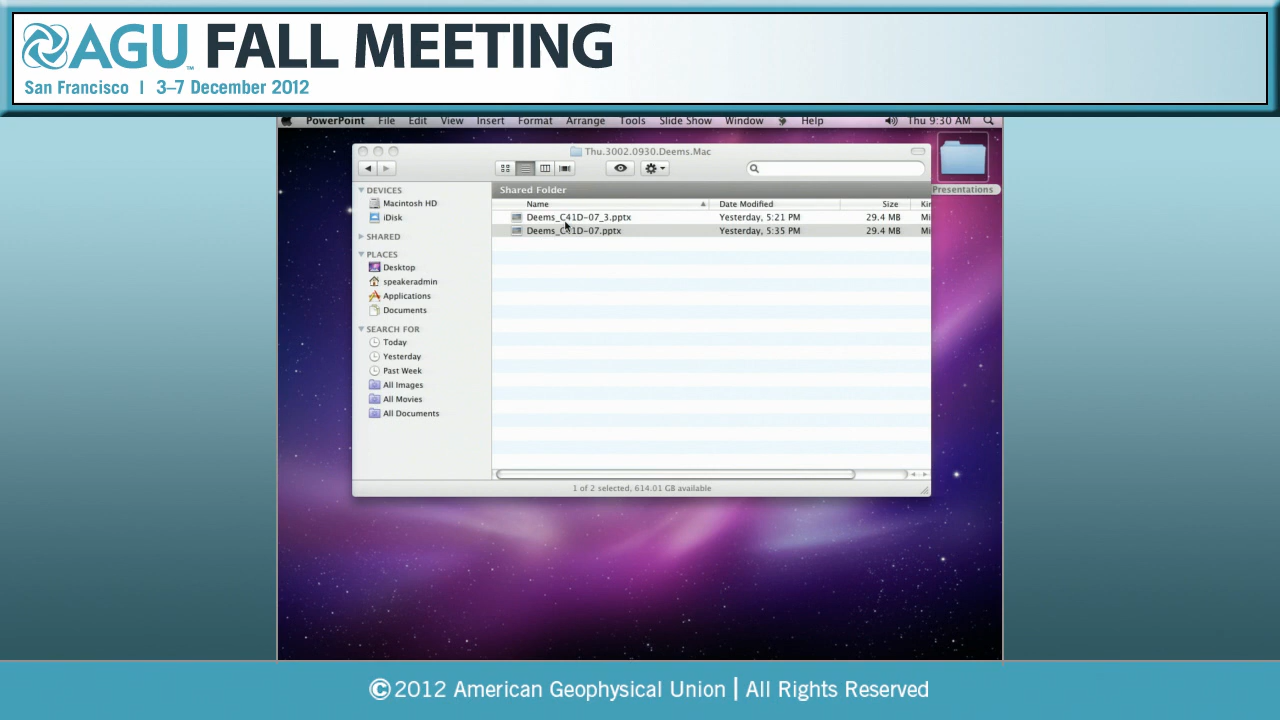 AGU™ FALL MEETING
San Francisco | 3–7 December 2012
PowerPoint File Edit View Insert Format Arrange Tools Slide Show Window Help Thu 9:30 AM
Thu.3002.0930.Deems.Mac
Presentations
DEVICES
Macintosh HD
iDisk
SHARED
PLACES
Desktop
speakeradmin
Applications
Documents
SEARCH FOR
Today
Yesterday
Past Week
All Images
All Movies
All Documents
Shared Folder
Name Date Modified Size Kin
Deems_C41D-07_3.pptx Yesterday, 5:21 PM 29.4 MB Mi
Deems_C41D-07.pptx Yesterday, 5:35 PM 29.4 MB Mi
1 of 2 selected, 614.01 GB available
©2012 American Geophysical Union | All Rights Reserved